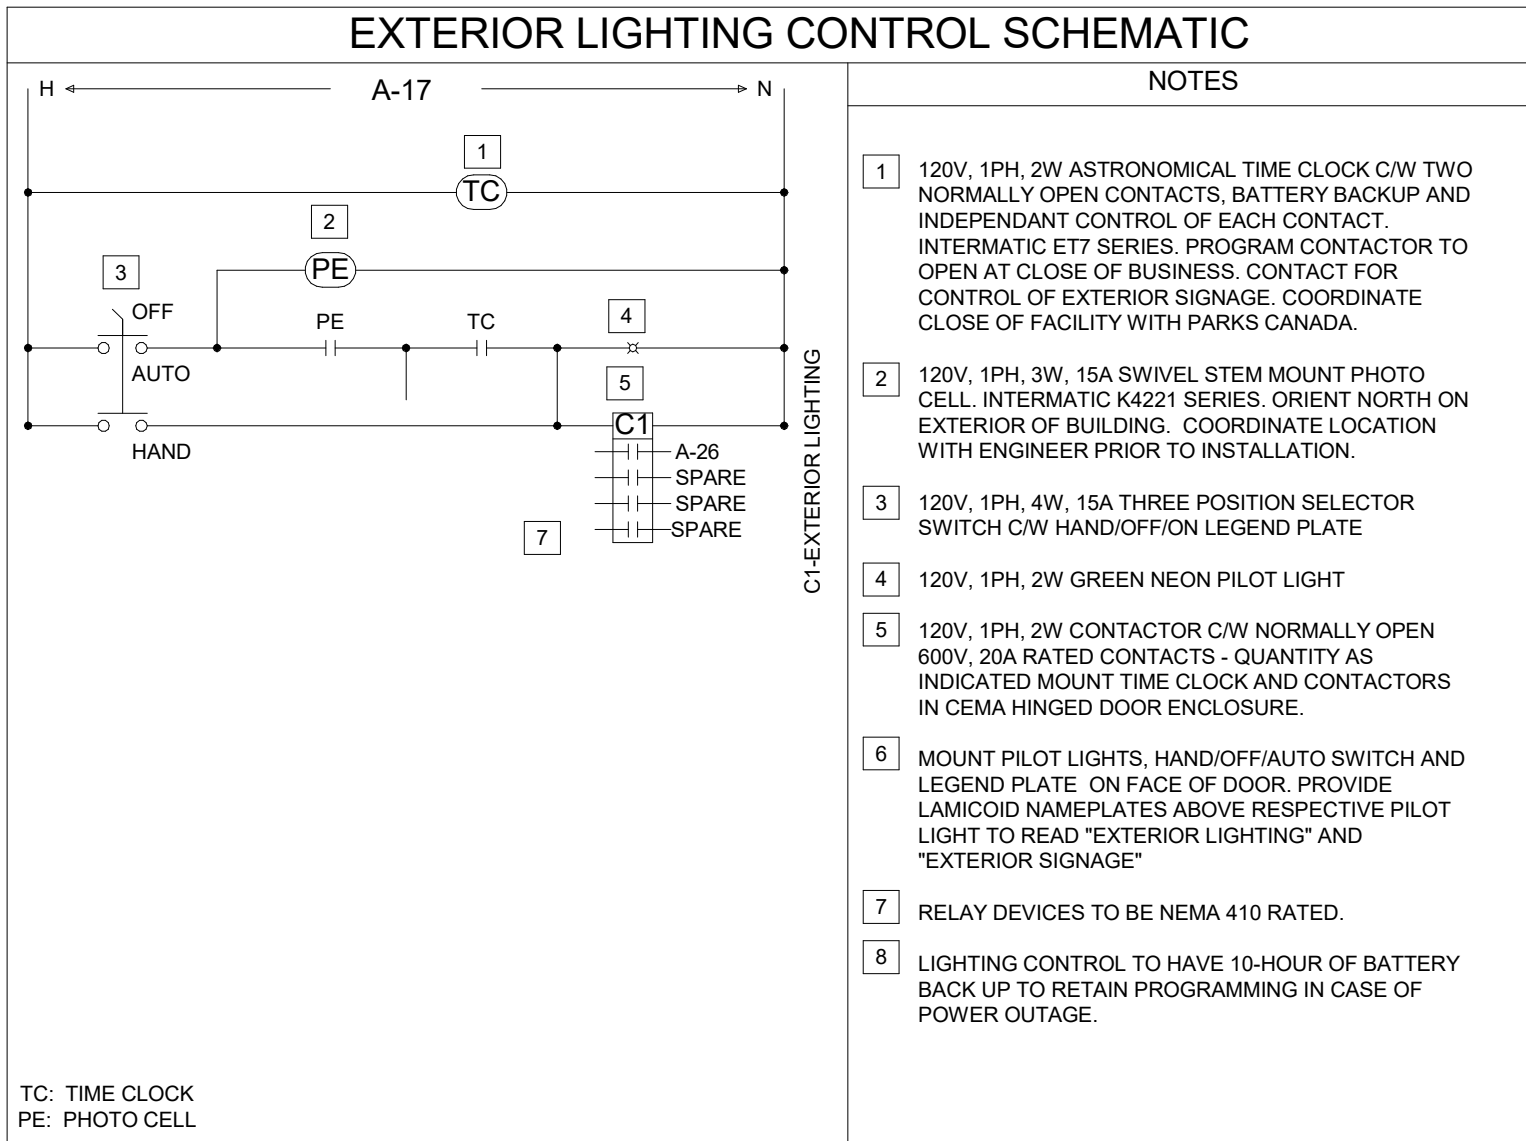 EXTERIOR LIGHTING CONTROL SCHEMATIC
H
A-17
N
1
TC
2
PE
3
OFF
PE
TC
4
AUTO
5
HAND
C1
A-26
SPARE
SPARE
SPARE
7
C1-EXTERIOR LIGHTING
TC: TIME CLOCK
PE: PHOTO CELL
NOTES
1 120V, 1PH, 2W ASTRONOMICAL TIME CLOCK C/W TWO
NORMALLY OPEN CONTACTS, BATTERY BACKUP AND
INDEPENDANT CONTROL OF EACH CONTACT.
INTERMATIC ET7 SERIES. PROGRAM CONTACTOR TO
OPEN AT CLOSE OF BUSINESS. CONTACT FOR
CONTROL OF EXTERIOR SIGNAGE. COORDINATE
CLOSE OF FACILITY WITH PARKS CANADA.
2 120V, 1PH, 3W, 15A SWIVEL STEM MOUNT PHOTO
CELL. INTERMATIC K4221 SERIES. ORIENT NORTH ON
EXTERIOR OF BUILDING. COORDINATE LOCATION
WITH ENGINEER PRIOR TO INSTALLATION.
3 120V, 1PH, 4W, 15A THREE POSITION SELECTOR
SWITCH C/W HAND/OFF/ON LEGEND PLATE
4 120V, 1PH, 2W GREEN NEON PILOT LIGHT
5 120V, 1PH, 2W CONTACTOR C/W NORMALLY OPEN
600V, 20A RATED CONTACTS - QUANTITY AS
INDICATED MOUNT TIME CLOCK AND CONTACTORS
IN CEMA HINGED DOOR ENCLOSURE.
6 MOUNT PILOT LIGHTS, HAND/OFF/AUTO SWITCH AND
LEGEND PLATE ON FACE OF DOOR. PROVIDE
LAMICOID NAMEPLATES ABOVE RESPECTIVE PILOT
LIGHT TO READ "EXTERIOR LIGHTING" AND
"EXTERIOR SIGNAGE"
7 RELAY DEVICES TO BE NEMA 410 RATED.
8 LIGHTING CONTROL TO HAVE 10-HOUR OF BATTERY
BACK UP TO RETAIN PROGRAMMING IN CASE OF
POWER OUTAGE.